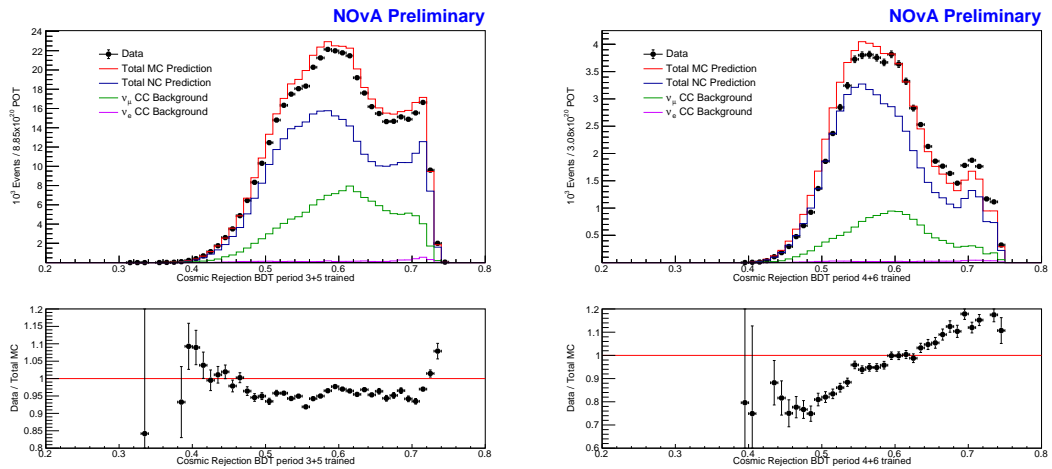 NOvA Preliminary
24
22
20
18
16
14
12
10
8
6
4
2
10³ Events / 8.85x10²⁰ POT
Data
Total MC Prediction
Total NC Prediction
νμ CC Background
νe CC Background
0.2 0.3 0.4 0.5 0.6 0.7 0.8
Cosmic Rejection BDT period 3+5 trained
1.2
1.15
1.1
1.05
1
0.95
0.9
0.85
0.8
Data / Total MC
0.2 0.3 0.4 0.5 0.6 0.7 0.8
Cosmic Rejection BDT period 3+5 trained
NOvA Preliminary
4
3.5
3
2.5
2
1.5
1
0.5
10³ Events / 3.08x10²⁰ POT
Data
Total MC Prediction
Total NC Prediction
νμ CC Background
νe CC Background
0.2 0.3 0.4 0.5 0.6 0.7 0.8
Cosmic Rejection BDT period 4+6 trained
1.2
1.1
1
0.9
0.8
0.7
0.6
Data / Total MC
0.2 0.3 0.4 0.5 0.6 0.7 0.8
Cosmic Rejection BDT period 4+6 trained